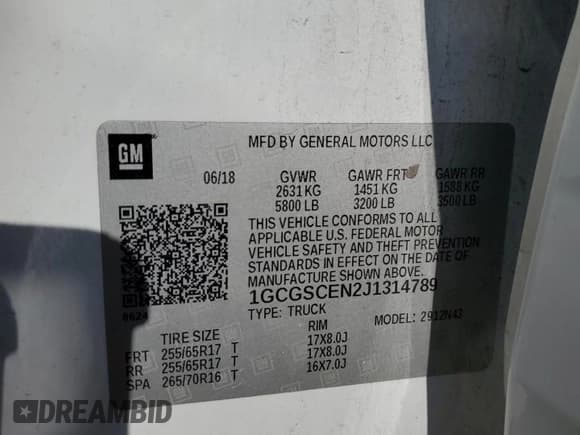 GM
MFD BY GENERAL MOTORS LLC
06/18 GVWR GAWR FRT GAWR RR
2631 KG 1451 KG 1588 KG
5800 LB 3200 LB 3500 LB
THIS VEHICLE CONFORMS TO ALL
APPLICABLE U.S. FEDERAL MOTOR
VEHICLE SAFETY AND THEFT PREVENTION
STANDARDS IN EFFECT ON THE DATE OF
MANUFACTURE SHOWN ABOVE.
1GCGSCEN2J1314789
8624
TYPE: TRUCK MODEL: 2912N43
TIRE SIZE RIM
FRT 255/65R17 T 17X8.0J
RR 255/65R17 T 17X8.0J
SPA 265/70R16 T 16X7.0J
DREAMBID